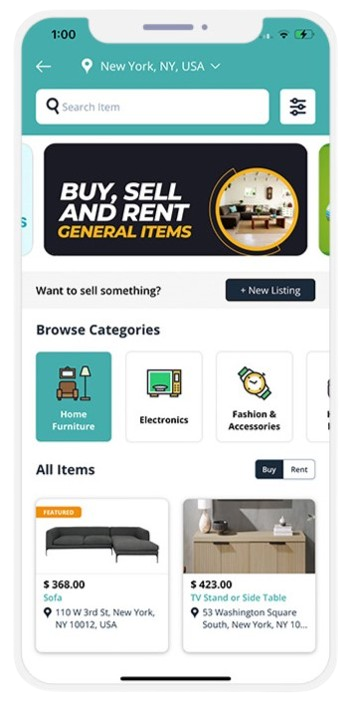 1:00
New York, NY, USA
Search Item
S
BUY, SELL
AND RENT
GENERAL ITEMS
Want to sell something?
+ New Listing
Browse Categories
Home
Furniture
Electronics
Fashion &
Accessories
All Items
Buy
Rent
FEATURED
$ 368.00
Sofa
110 W 3rd St, New York,
NY 10012, USA
$ 423.00
TV Stand or Side Table
53 Washington Square
South, New York, NY 10...